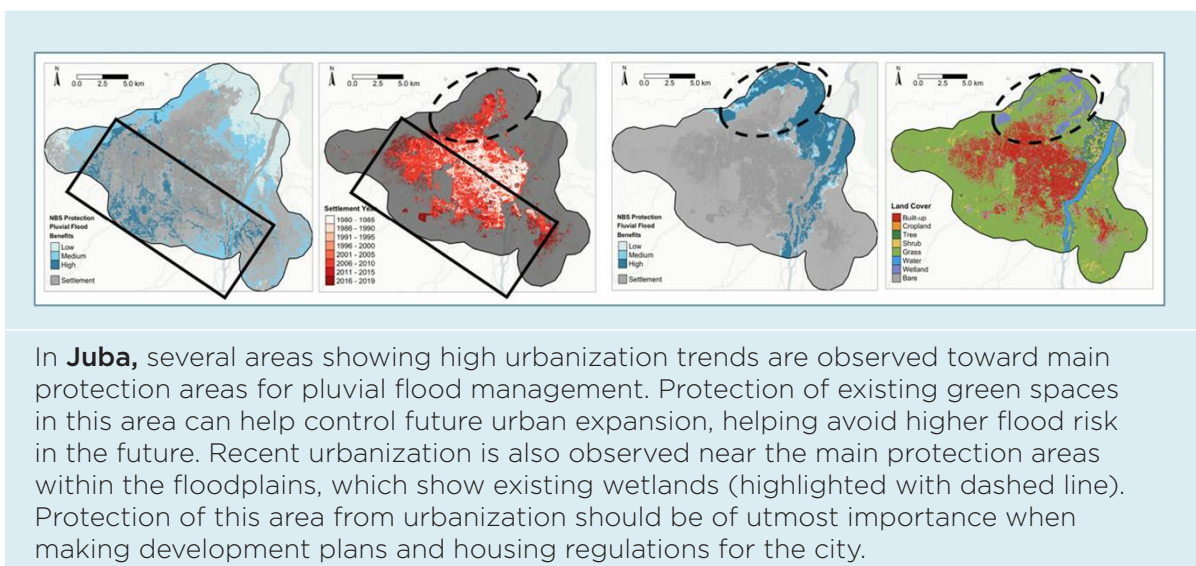 N
0.0 2.5 5.0 km
NBS Protection
Pluvial Flood
Benefits
Low
Medium
High
Settlement
N
0.0 2.5 5.0 km
Settlement Year
1980 - 1985
1986 - 1990
1991 - 1995
1996 - 2000
2001 - 2005
2006 - 2010
2011 - 2015
2016 - 2019
N
0.0 2.5 5.0 km
NBS Protection
Pluvial Flood
Benefits
Low
Medium
High
Settlement
N
0.0 2.5 5.0 km
Land Cover
Built-up
Cropland
Tree
Shrub
Grass
Water
Wetland
Bare
In Juba, several areas showing high urbanization trends are observed toward main
protection areas for pluvial flood management. Protection of existing green spaces
in this area can help control future urban expansion, helping avoid higher flood risk
in the future. Recent urbanization is also observed near the main protection areas
within the floodplains, which show existing wetlands (highlighted with dashed line).
Protection of this area from urbanization should be of utmost importance when
making development plans and housing regulations for the city.